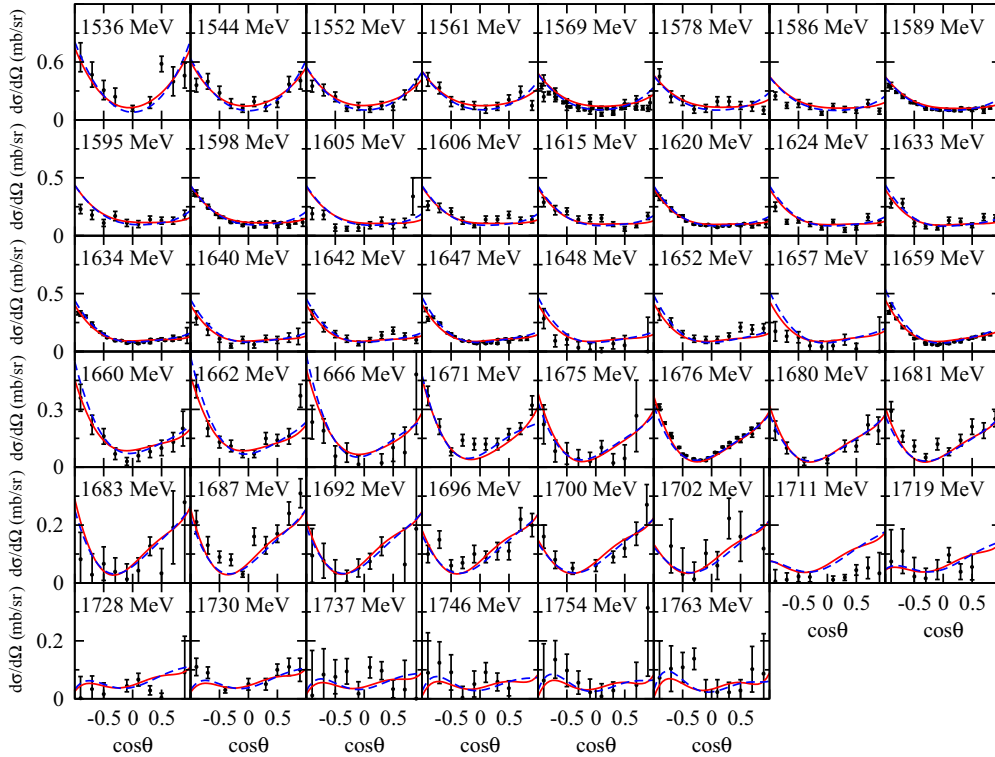 dσ/dΩ (mb/sr)
0.6
0
1536 MeV
1544 MeV
1552 MeV
1561 MeV
1569 MeV
1578 MeV
1586 MeV
1589 MeV
dσ/dΩ (mb/sr)
0.5
0
1595 MeV
1598 MeV
1605 MeV
1606 MeV
1615 MeV
1620 MeV
1624 MeV
1633 MeV
dσ/dΩ (mb/sr)
0.5
0
1634 MeV
1640 MeV
1642 MeV
1647 MeV
1648 MeV
1652 MeV
1657 MeV
1659 MeV
dσ/dΩ (mb/sr)
0.3
0
1660 MeV
1662 MeV
1666 MeV
1671 MeV
1675 MeV
1676 MeV
1680 MeV
1681 MeV
dσ/dΩ (mb/sr)
0.2
0
1683 MeV
1687 MeV
1692 MeV
1696 MeV
1700 MeV
1702 MeV
1711 MeV
1719 MeV
-0.5 0 0.5
-0.5 0 0.5
cosθ
cosθ
dσ/dΩ (mb/sr)
0.2
0
1728 MeV
1730 MeV
1737 MeV
1746 MeV
1754 MeV
1763 MeV
-0.5 0 0.5
-0.5 0 0.5
-0.5 0 0.5
-0.5 0 0.5
-0.5 0 0.5
-0.5 0 0.5
cosθ
cosθ
cosθ
cosθ
cosθ
cosθ